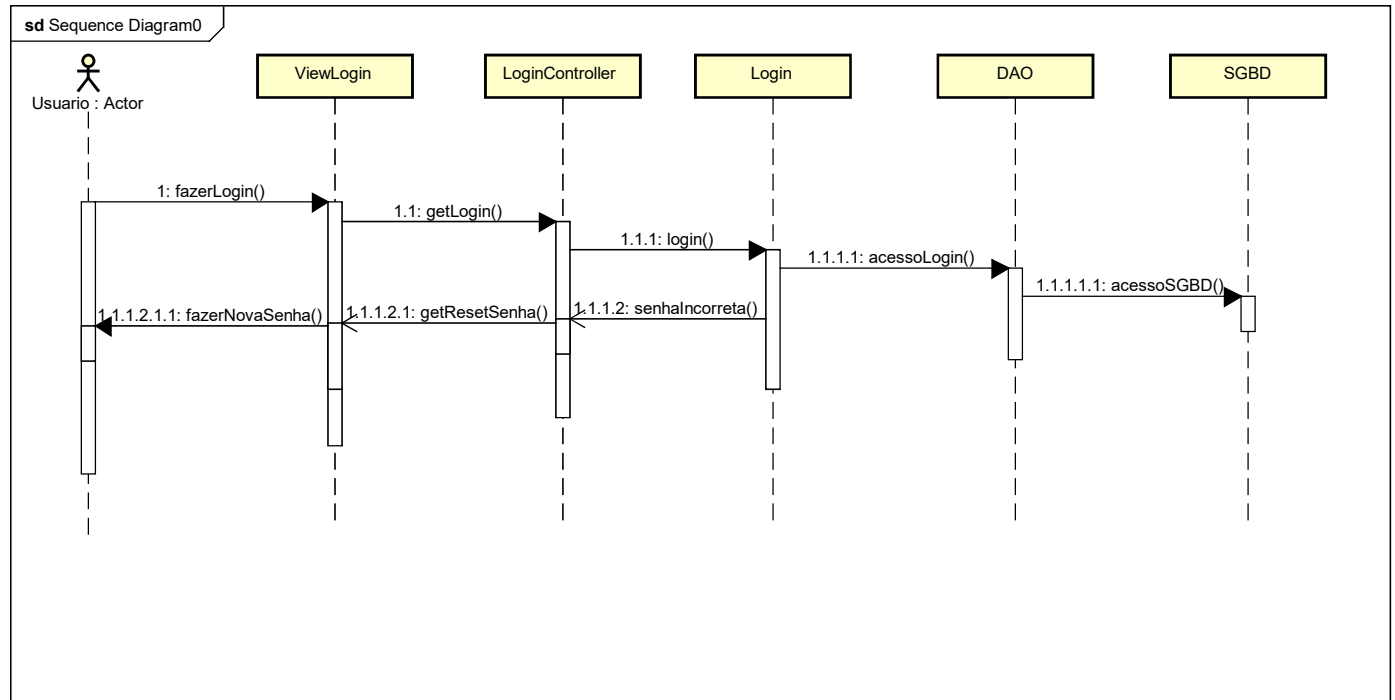 sd Sequence Diagram0
Usuario : Actor
ViewLogin
LoginController
Login
DAO
SGBD
1: fazerLogin()
1.1: getLogin()
1.1.1: login()
1.1.1.1: acessoLogin()
1.1.1.1.1: acessoSGBD()
1.1.1.2.1.1: fazerNovaSenha()
1.1.1.2.1: getResetSenha()
1.1.1.2: senhaIncorreta()